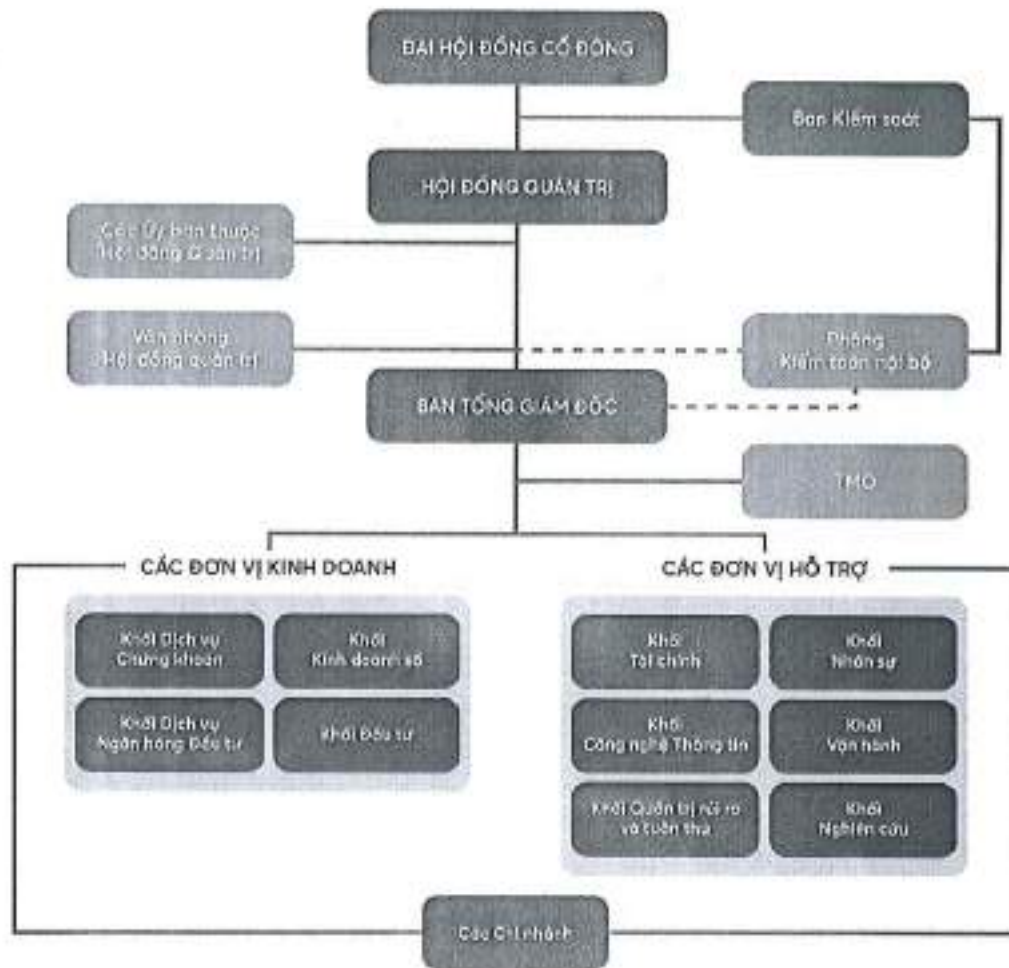 ĐẠI HỘI ĐỒNG CỔ ĐÔNG
Ban Kiểm soát
HỘI ĐỒNG QUẢN TRỊ
Các Ủy ban thuộc
Hội đồng Quản trị
Văn phòng
Hội đồng quản trị
Phòng
Kiểm toán nội bộ
BAN TỔNG GIÁM ĐỐC
TMO
CÁC ĐƠN VỊ KINH DOANH
Khối Dịch vụ
Chứng khoán
Khối
Kinh doanh số
Khối Dịch vụ
Ngân hàng Đầu tư
Khối Đầu tư
CÁC ĐƠN VỊ HỖ TRỢ
Khối
Tài chính
Khối
Nhân sự
Khối
Công nghệ Thông tin
Khối
Vận hành
Khối Quản trị rủi ro
và tuân thủ
Khối
Nghiên cứu
Các Chi nhánh